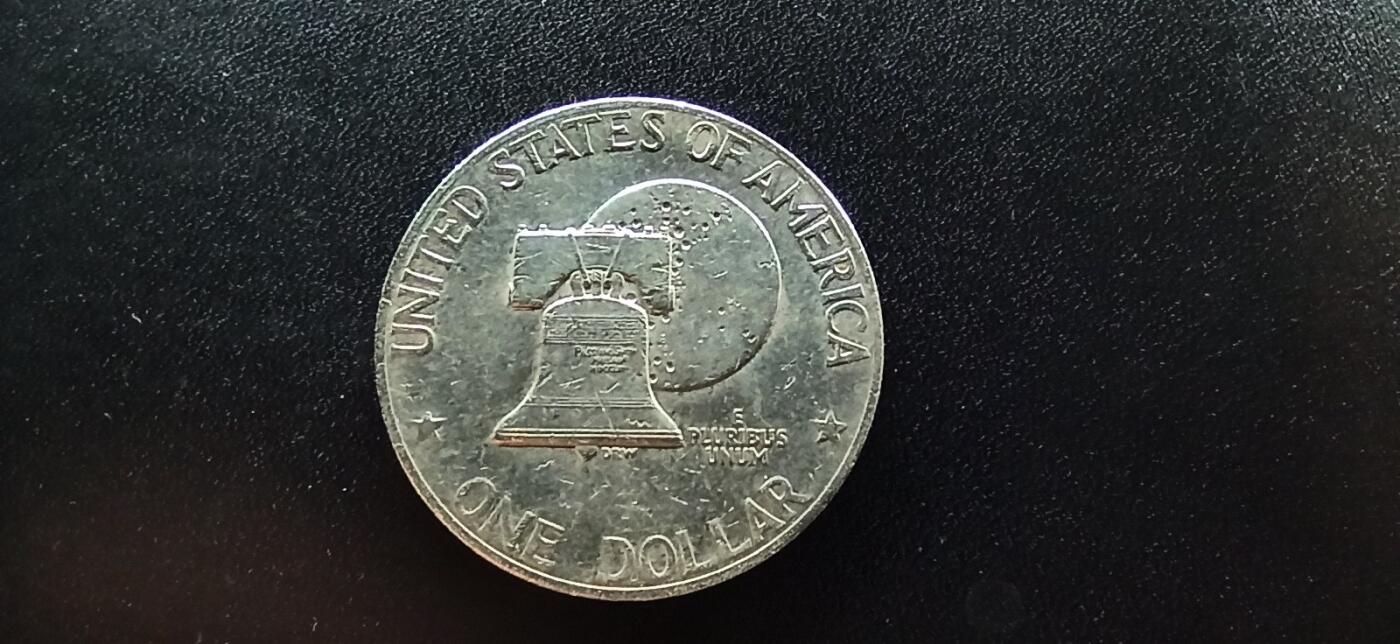 UNITED STATES OF AMERICA
E
PLURIBUS
UNUM
ONE DOLLAR